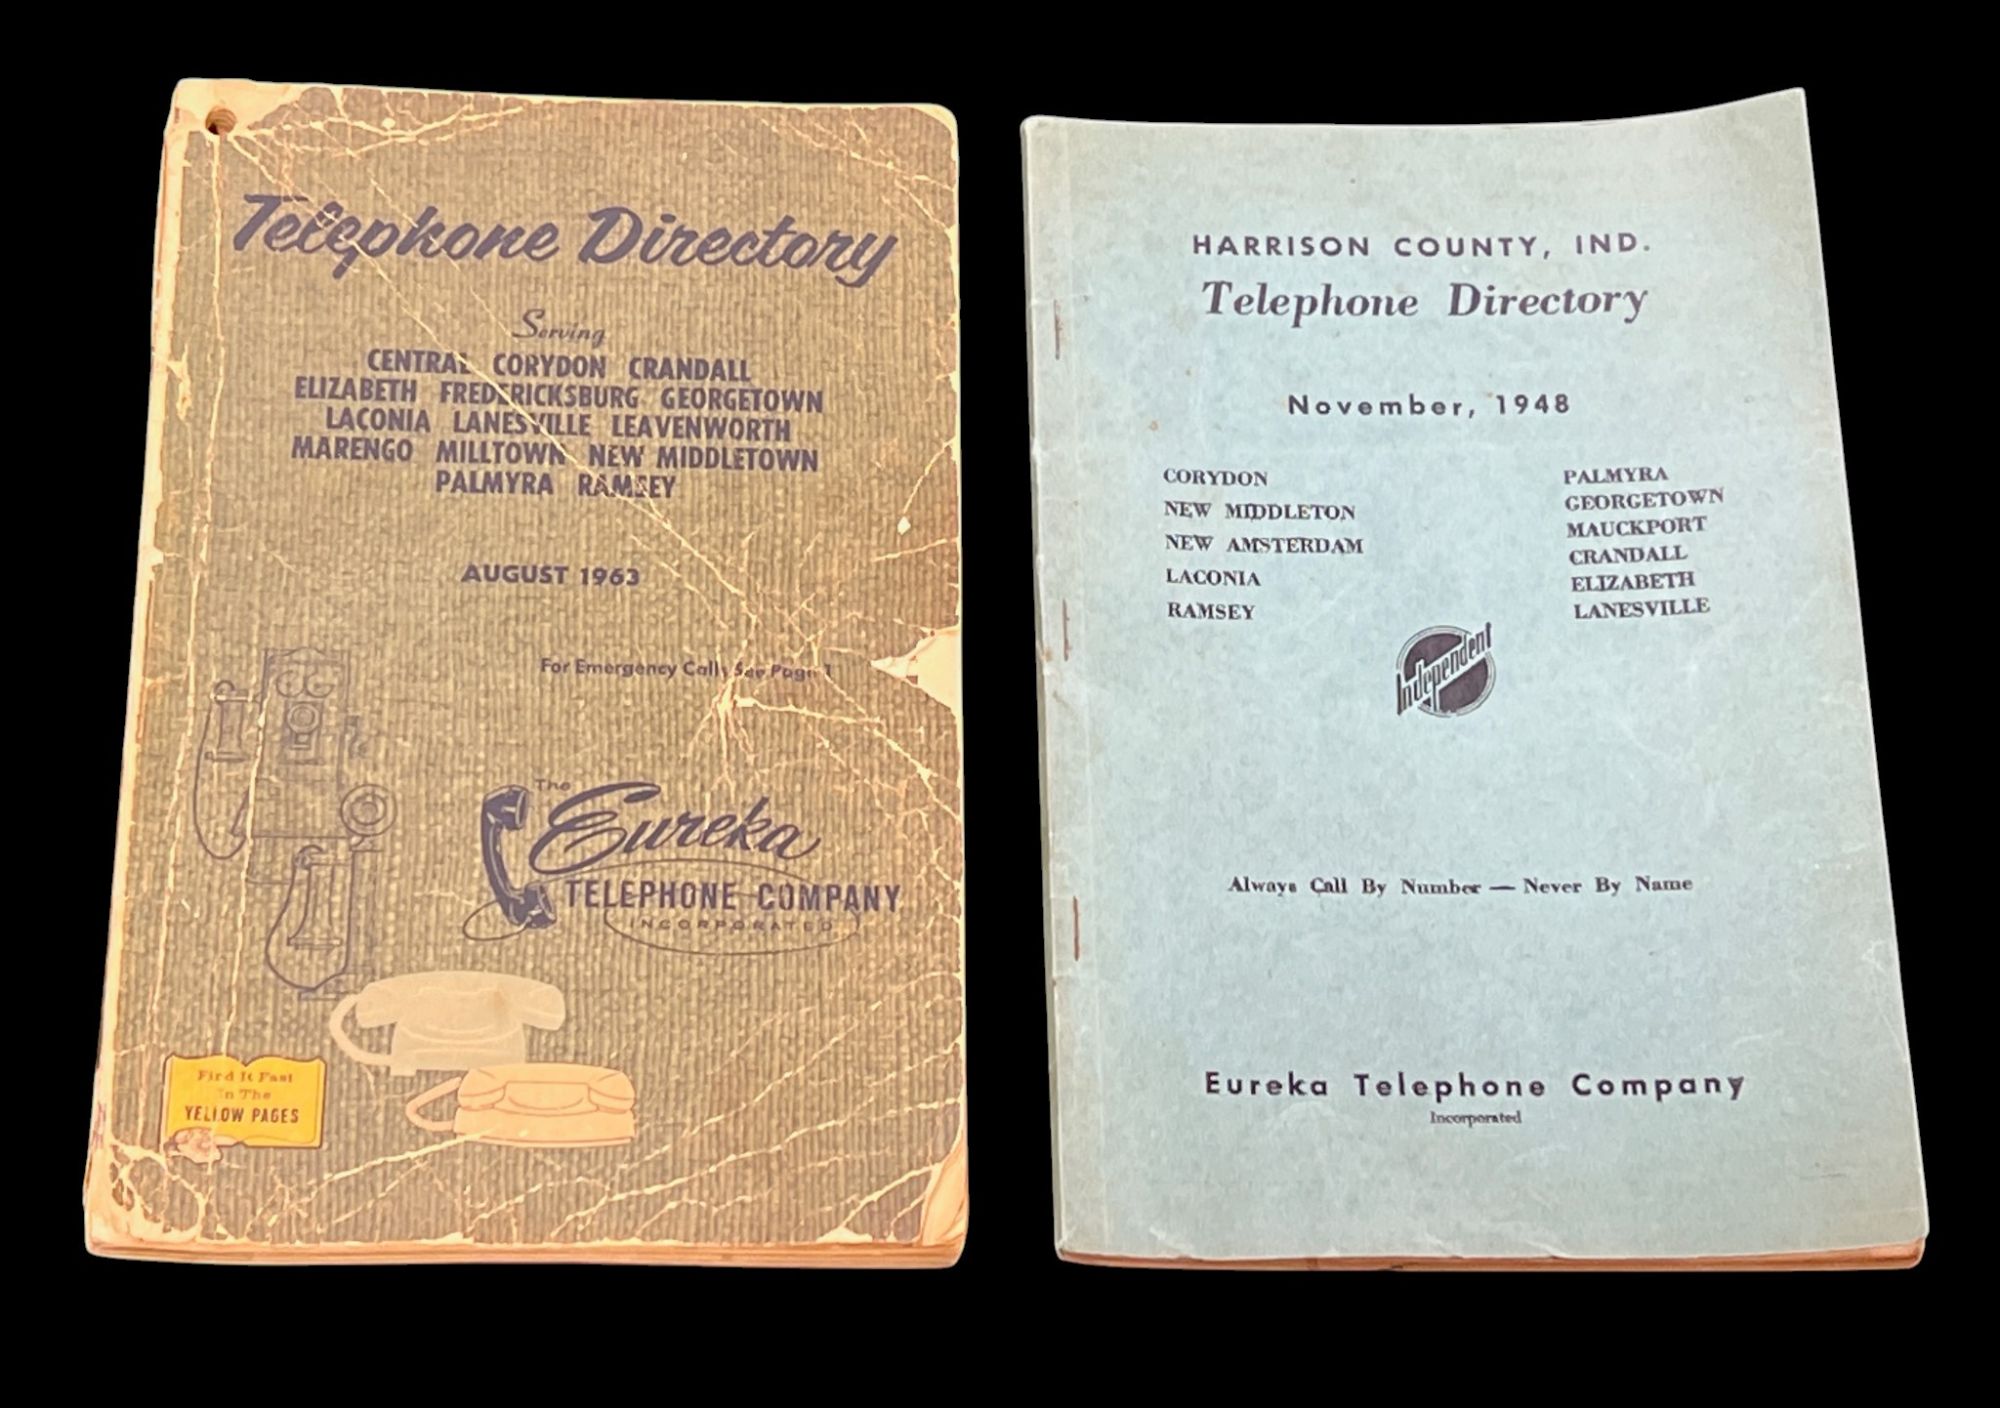 Telephone Directory
Serving
CENTRAL CORYDON CRANDALL
ELIZABETH FREDERICKSBURG GEORGETOWN
LACONIA LANESVILLE LEAVENWORTH
MARENGO MILLTOWN NEW MIDDLETOWN
PALMYRA RAMSEY
AUGUST 1963
For Emergency Calls See Page 1
The
Eureka
TELEPHONE COMPANY
INCORPORATED
Find It Fast
In The
YELLOW PAGES
HARRISON COUNTY, IND.
Telephone Directory
November, 1948
CORYDON
NEW MIDDLETON
NEW AMSTERDAM
LACONIA
RAMSEY
PALMYRA
GEORGETOWN
MAUCKPORT
CRANDALL
ELIZABETH
LANESVILLE
Independent
Always Call By Number — Never By Name
Eureka Telephone Company
Incorporated